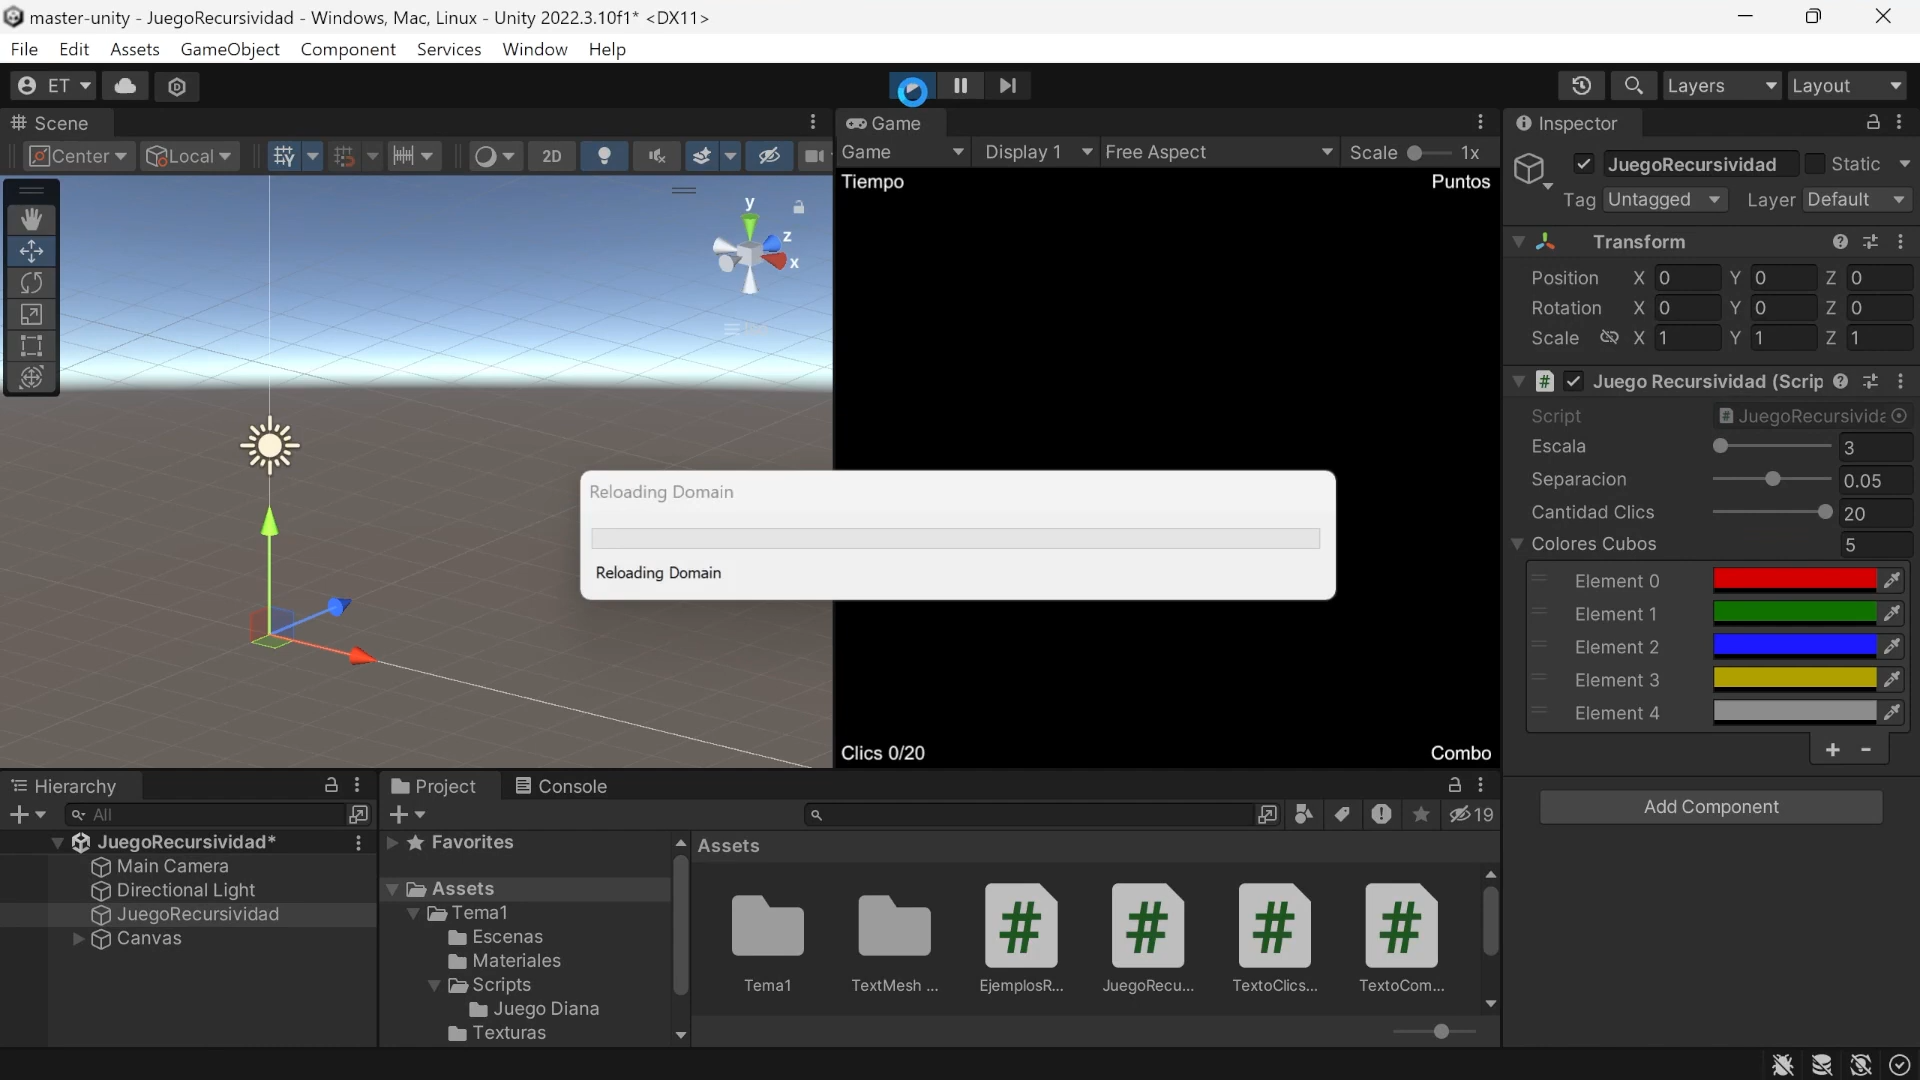 master-unity - JuegoRecursividad - Windows, Mac, Linux - Unity 2022.3.10f1* <DX11>
File Edit Assets GameObject Component Services Window Help
ET
Layers Layout
Scene
Center Local 2D
y
z
x
Game
Game Display 1 Free Aspect Scale 1x
Tiempo Puntos
Clics 0/20 Combo
Reloading Domain
Reloading Domain
Inspector
JuegoRecursividad Static
Tag Untagged Layer Default
Transform
Position X 0 Y 0 Z 0
Rotation X 0 Y 0 Z 0
Scale X 1 Y 1 Z 1
# Juego Recursividad (Scrip
Script JuegoRecursivida
Escala 3
Separacion 0.05
Cantidad Clics 20
Colores Cubos 5
Element 0
Element 1
Element 2
Element 3
Element 4
+ -
Add Component
Hierarchy
All
JuegoRecursividad*
Main Camera
Directional Light
JuegoRecursividad
Canvas
Project Console
19
Favorites
Assets
Tema1
Escenas
Materiales
Scripts
Juego Diana
Texturas
Assets
# # # #
Tema1 TextMesh ... EjemplosR... JuegoRecu... TextoClics... TextoCom...